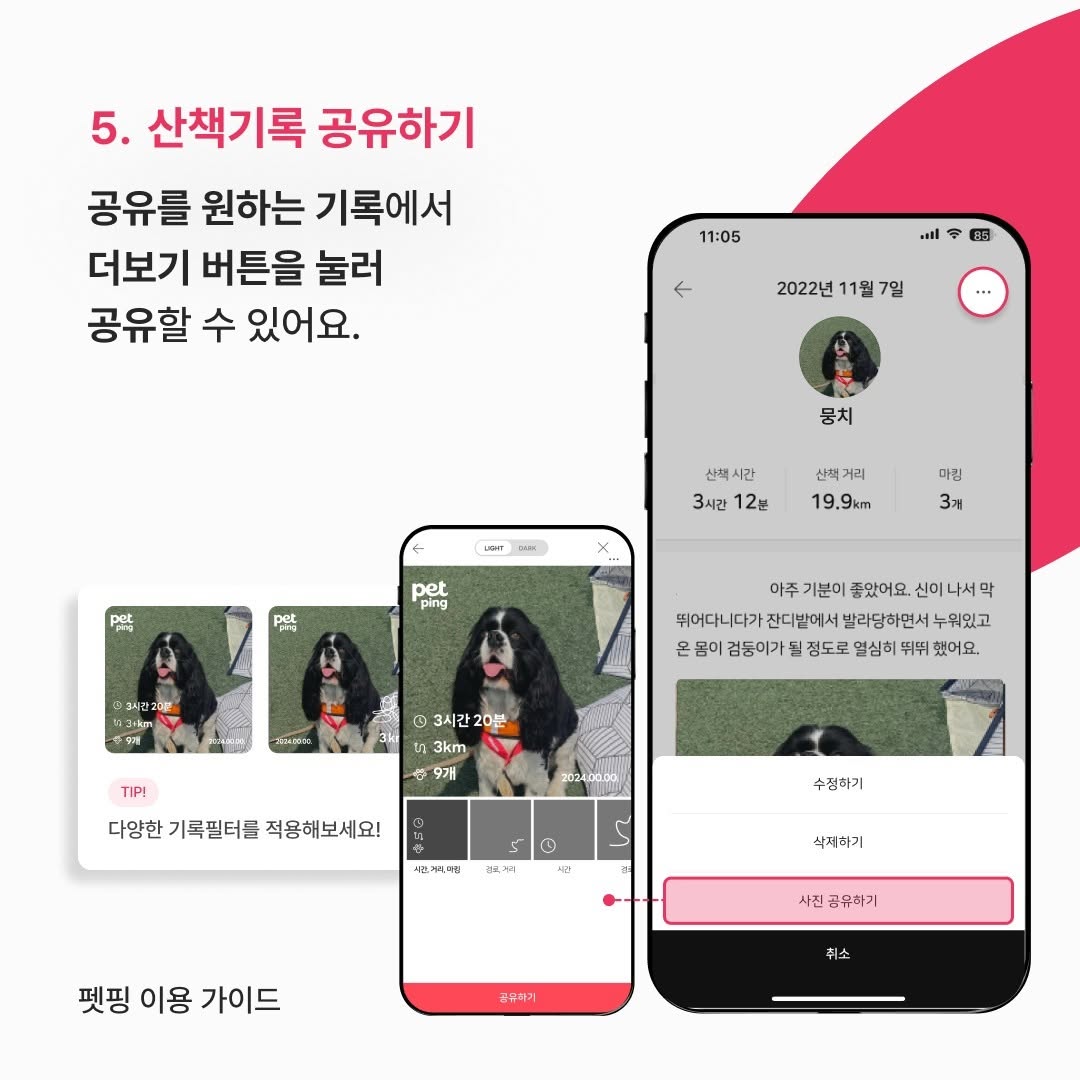 5. 산책기록 공유하기
공유를 원하는 기록에서
더보기 버튼을 눌러
공유할 수 있어요.
11:05
85
2022년 11월 7일
뭉치
산책 시간
산책 거리
마킹
3시간 12분
19.9km
3개
아주 기분이 좋았어요. 신이 나서 막
뛰어다니다가 잔디밭에서 발라당하면서 누워있고
온 몸이 검둥이가 될 정도로 열심히 뛰뛰 했어요.
수정하기
삭제하기
사진 공유하기
취소
LIGHT DARK
pet
ping
3시간 20분
3km
9개
2024.00.00.
시간, 거리, 마킹
경로, 거리
시간
공유하기
pet
ping
3시간 20분
3+km
9개
2024.00.00.
pet
ping
2024.00.00.
TIP!
다양한 기록필터를 적용해보세요!
펫핑 이용 가이드